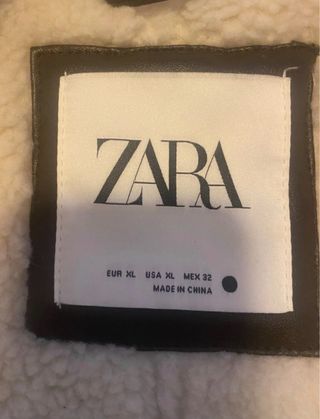 ZARA
EUR XL USA XL MEX 32
MADE IN CHINA